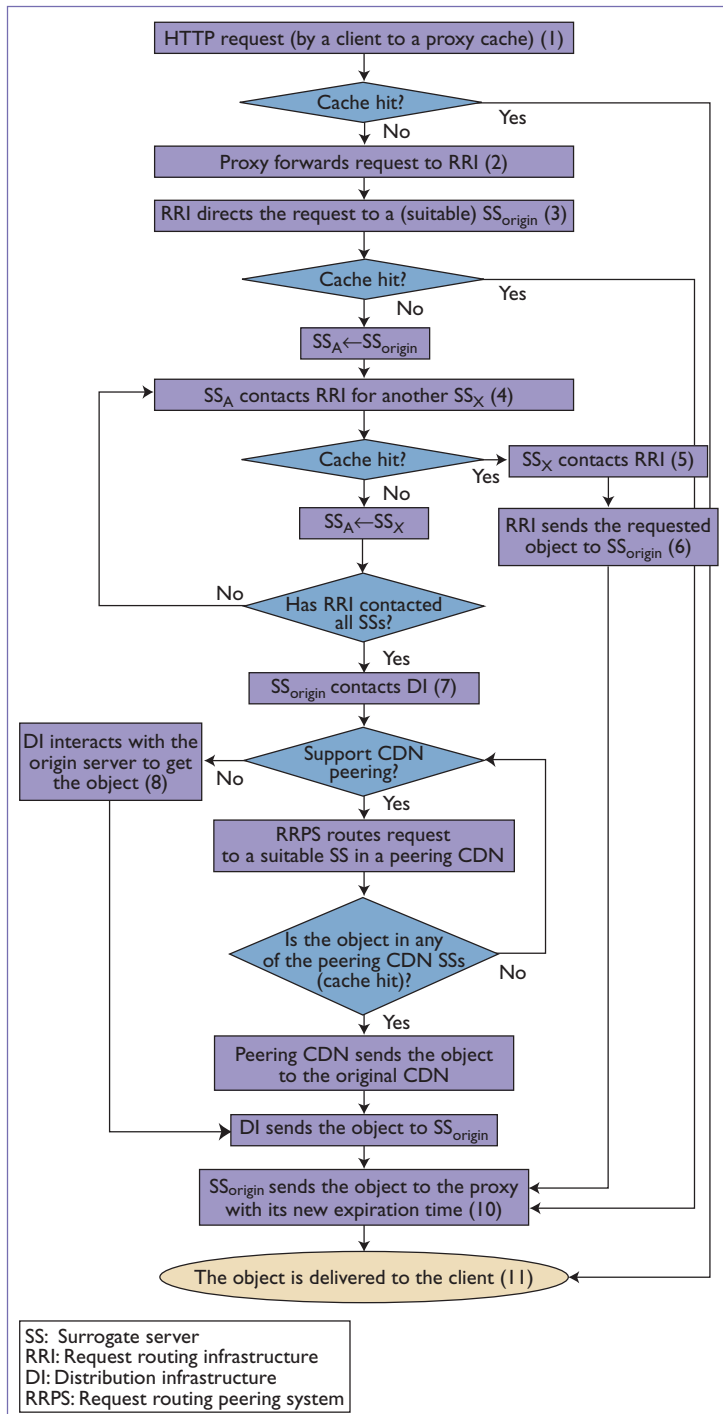 HTTP request (by a client to a proxy cache) (1)
Cache hit?
Yes
No
Proxy forwards request to RRI (2)
RRI directs the request to a (suitable) SSorigin (3)
Cache hit?
Yes
No
SSA←SSorigin
SSA contacts RRI for another SSX (4)
Cache hit?
Yes
SSX contacts RRI (5)
No
SSA←SSX
RRI sends the requested
object to SSorigin (6)
No
Has RRI contacted
all SSs?
Yes
SSorigin contacts DI (7)
DI interacts with the
origin server to get
the object (8)
Support CDN
peering?
No
Yes
RRPS routes request
to a suitable SS in a peering CDN
Is the object in any
of the peering CDN SSs
(cache hit)?
No
Yes
Peering CDN sends the object
to the original CDN
DI sends the object to SSorigin
SSorigin sends the object to the proxy
with its new expiration time (10)
The object is delivered to the client (11)
SS: Surrogate server
RRI: Request routing infrastructure
DI: Distribution infrastructure
RRPS: Request routing peering system